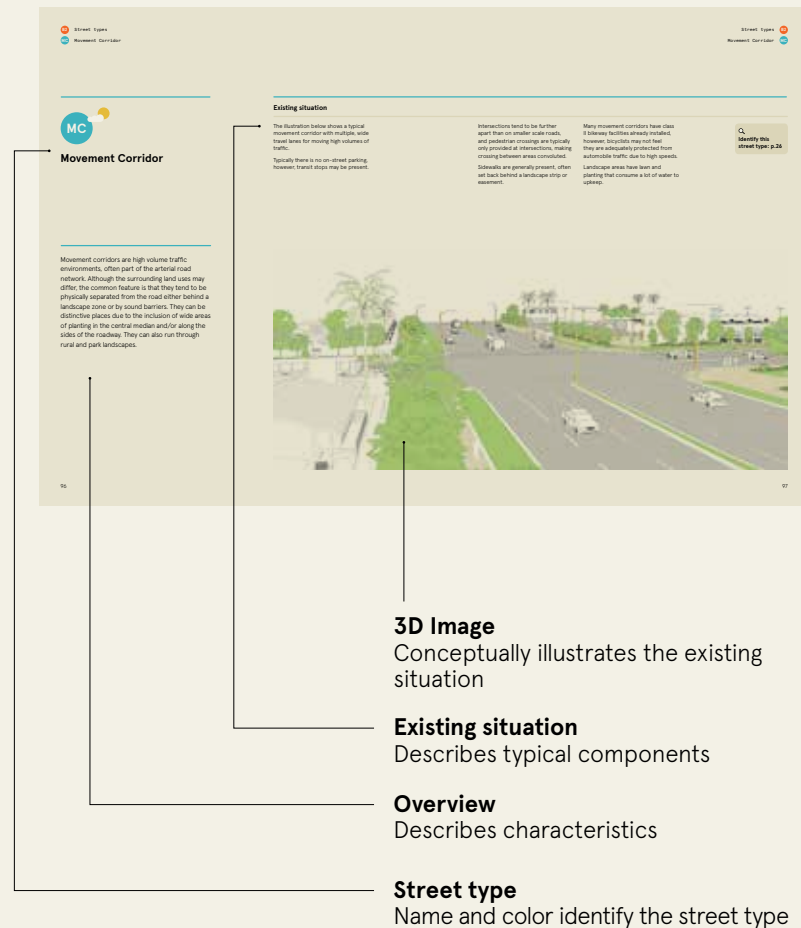 ST Street types
MC Movement Corridor
Street types ST
Movement Corridor MC
MC
Movement Corridor
Movement corridors are high volume traffic
environments, often part of the arterial road
network. Although the surrounding land uses may
differ, the common feature is that they tend to be
physically separated from the road either behind a
landscape zone or by sound barriers. They can be
distinctive places due to the inclusion of wide areas
of planting in the central median and/or along the
sides of the roadway. They can also run through
rural and park landscapes.
Existing situation
The illustration below shows a typical
movement corridor with multiple, wide
travel lanes for moving high volumes of
traffic.
Typically there is no on-street parking,
however, transit stops may be present.
Intersections tend to be further
apart than on smaller scale roads,
and pedestrian crossings are typically
only provided at intersections, making
crossing between areas convoluted.
Sidewalks are generally present, often
set back behind a landscape strip or
easement.
Many movement corridors have class
II bikeway facilities already installed,
however, bicyclists may not feel
they are adequately protected from
automobile traffic due to high speeds.
Landscape areas have lawn and
planting that consume a lot of water to
upkeep.
Identify this
street type: p.26
96
97
3D Image
Conceptually illustrates the existing
situation
Existing situation
Describes typical components
Overview
Describes characteristics
Street type
Name and color identify the street type